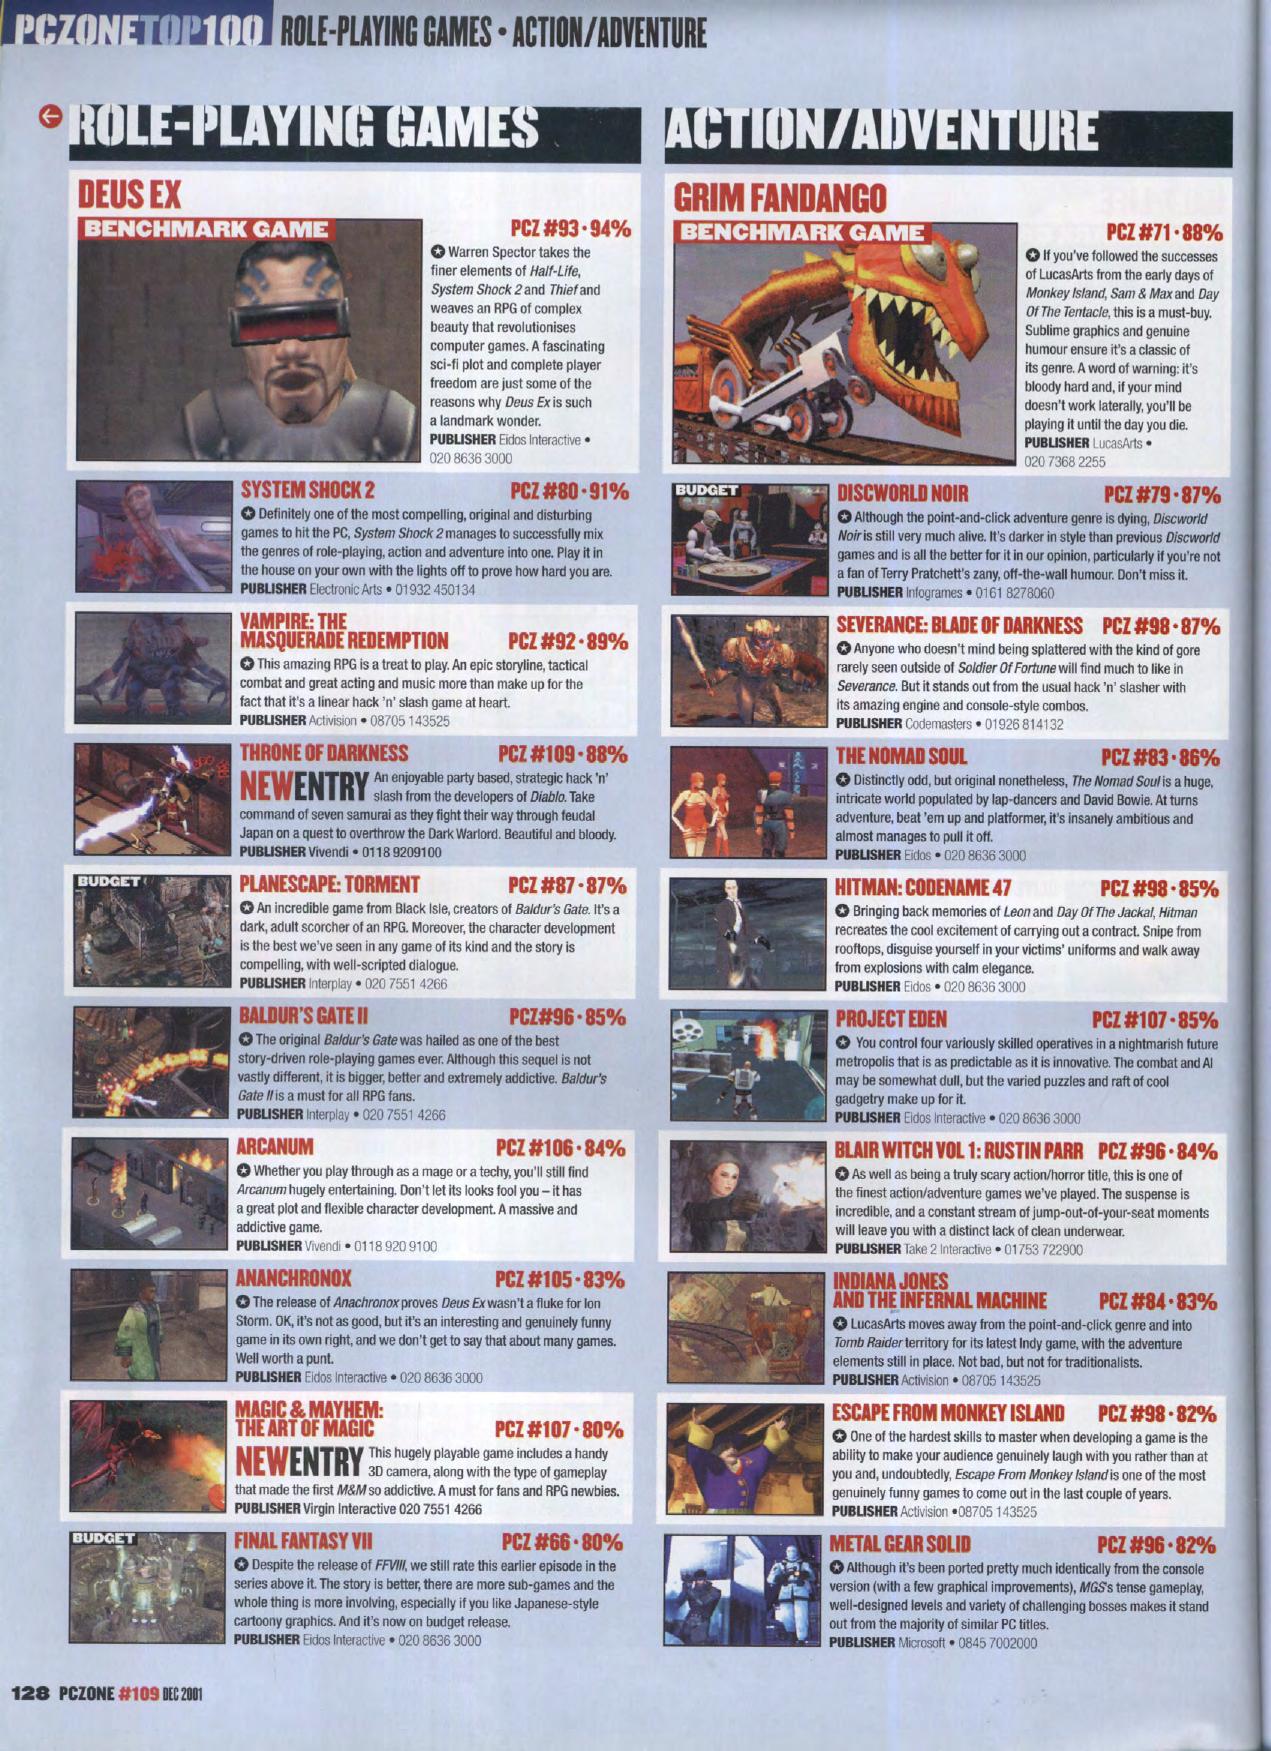 PCZONETOP100 ROLE-PLAYING GAMES • ACTION/ADVENTURE
ROLE-PLAYING GAMES
DEUS EX
BENCHMARK GAME
PCZ #93 • 94%
Warren Spector takes the
finer elements of Half-Life,
System Shock 2 and Thief and
weaves an RPG of complex
beauty that revolutionises
computer games. A fascinating
sci-fi plot and complete player
freedom are just some of the
reasons why Deus Ex is such
a landmark wonder.
PUBLISHER Eidos Interactive •
020 8636 3000
SYSTEM SHOCK 2 PCZ #80 • 91%
Definitely one of the most compelling, original and disturbing
games to hit the PC, System Shock 2 manages to successfully mix
the genres of role-playing, action and adventure into one. Play it in
the house on your own with the lights off to prove how hard you are.
PUBLISHER Electronic Arts • 01932 450134
VAMPIRE: THE
MASQUERADE REDEMPTION PCZ #92 • 89%
This amazing RPG is a treat to play. An epic storyline, tactical
combat and great acting and music more than make up for the
fact that it's a linear hack 'n' slash game at heart.
PUBLISHER Activision • 08705 143525
THRONE OF DARKNESS PCZ #109 • 88%
NEWENTRY An enjoyable party based, strategic hack 'n'
slash from the developers of Diablo. Take
command of seven samurai as they fight their way through feudal
Japan on a quest to overthrow the Dark Warlord. Beautiful and bloody.
PUBLISHER Vivendi • 0118 9209100
BUDGET
PLANESCAPE: TORMENT PCZ #87 • 87%
An incredible game from Black Isle, creators of Baldur's Gate. It's a
dark, adult scorcher of an RPG. Moreover, the character development
is the best we've seen in any game of its kind and the story is
compelling, with well-scripted dialogue.
PUBLISHER Interplay • 020 7551 4266
BALDUR'S GATE II PCZ#96 • 85%
The original Baldur's Gate was hailed as one of the best
story-driven role-playing games ever. Although this sequel is not
vastly different, it is bigger, better and extremely addictive. Baldur's
Gate II is a must for all RPG fans.
PUBLISHER Interplay • 020 7551 4266
ARCANUM PCZ #106 • 84%
Whether you play through as a mage or a techy, you'll still find
Arcanum hugely entertaining. Don't let its looks fool you – it has
a great plot and flexible character development. A massive and
addictive game.
PUBLISHER Vivendi • 0118 920 9100
ANANCHRONOX PCZ #105 • 83%
The release of Anachronox proves Deus Ex wasn't a fluke for Ion
Storm. OK, it's not as good, but it's an interesting and genuinely funny
game in its own right, and we don't get to say that about many games.
Well worth a punt.
PUBLISHER Eidos Interactive • 020 8636 3000
MAGIC & MAYHEM:
THE ART OF MAGIC PCZ #107 • 80%
NEWENTRY This hugely playable game includes a handy
3D camera, along with the type of gameplay
that made the first M&M so addictive. A must for fans and RPG newbies.
PUBLISHER Virgin Interactive 020 7551 4266
BUDGET
FINAL FANTASY VII PCZ #66 • 80%
Despite the release of FFVIII, we still rate this earlier episode in the
series above it. The story is better, there are more sub-games and the
whole thing is more involving, especially if you like Japanese-style
cartoony graphics. And it's now on budget release.
PUBLISHER Eidos Interactive • 020 8636 3000
ACTION/ADVENTURE
GRIM FANDANGO
BENCHMARK GAME
PCZ #71 • 88%
If you've followed the successes
of LucasArts from the early days of
Monkey Island, Sam & Max and Day
Of The Tentacle, this is a must-buy.
Sublime graphics and genuine
humour ensure it's a classic of
its genre. A word of warning: it's
bloody hard and, if your mind
doesn't work laterally, you'll be
playing it until the day you die.
PUBLISHER LucasArts •
020 7368 2255
BUDGET
DISCWORLD NOIR PCZ #79 • 87%
Although the point-and-click adventure genre is dying, Discworld
Noir is still very much alive. It's darker in style than previous Discworld
games and is all the better for it in our opinion, particularly if you're not
a fan of Terry Pratchett's zany, off-the-wall humour. Don't miss it.
PUBLISHER Infogrames • 0161 8278060
SEVERANCE: BLADE OF DARKNESS PCZ #98 • 87%
Anyone who doesn't mind being splattered with the kind of gore
rarely seen outside of Soldier Of Fortune will find much to like in
Severance. But it stands out from the usual hack 'n' slasher with
its amazing engine and console-style combos.
PUBLISHER Codemasters • 01926 814132
THE NOMAD SOUL PCZ #83 • 86%
Distinctly odd, but original nonetheless, The Nomad Soul is a huge,
intricate world populated by lap-dancers and David Bowie. At turns
adventure, beat 'em up and platformer, it's insanely ambitious and
almost manages to pull it off.
PUBLISHER Eidos • 020 8636 3000
HITMAN: CODENAME 47 PCZ #98 • 85%
Bringing back memories of Leon and Day Of The Jackal, Hitman
recreates the cool excitement of carrying out a contract. Snipe from
rooftops, disguise yourself in your victims' uniforms and walk away
from explosions with calm elegance.
PUBLISHER Eidos • 020 8636 3000
PROJECT EDEN PCZ #107 • 85%
You control four variously skilled operatives in a nightmarish future
metropolis that is as predictable as it is innovative. The combat and AI
may be somewhat dull, but the varied puzzles and raft of cool
gadgetry make up for it.
PUBLISHER Eidos Interactive • 020 8636 3000
BLAIR WITCH VOL 1: RUSTIN PARR PCZ #96 • 84%
As well as being a truly scary action/horror title, this is one of
the finest action/adventure games we've played. The suspense is
incredible, and a constant stream of jump-out-of-your-seat moments
will leave you with a distinct lack of clean underwear.
PUBLISHER Take 2 Interactive • 01753 722900
INDIANA JONES
AND THE INFERNAL MACHINE PCZ #84 • 83%
LucasArts moves away from the point-and-click genre and into
Tomb Raider territory for its latest Indy game, with the adventure
elements still in place. Not bad, but not for traditionalists.
PUBLISHER Activision • 08705 143525
ESCAPE FROM MONKEY ISLAND PCZ #98 • 82%
One of the hardest skills to master when developing a game is the
ability to make your audience genuinely laugh with you rather than at
you and, undoubtedly, Escape From Monkey Island is one of the most
genuinely funny games to come out in the last couple of years.
PUBLISHER Activision •08705 143525
METAL GEAR SOLID PCZ #96 • 82%
Although it's been ported pretty much identically from the console
version (with a few graphical improvements), MGS's tense gameplay,
well-designed levels and variety of challenging bosses makes it stand
out from the majority of similar PC titles.
PUBLISHER Microsoft • 0845 7002000
128 PCZONE #109 DEC 2001